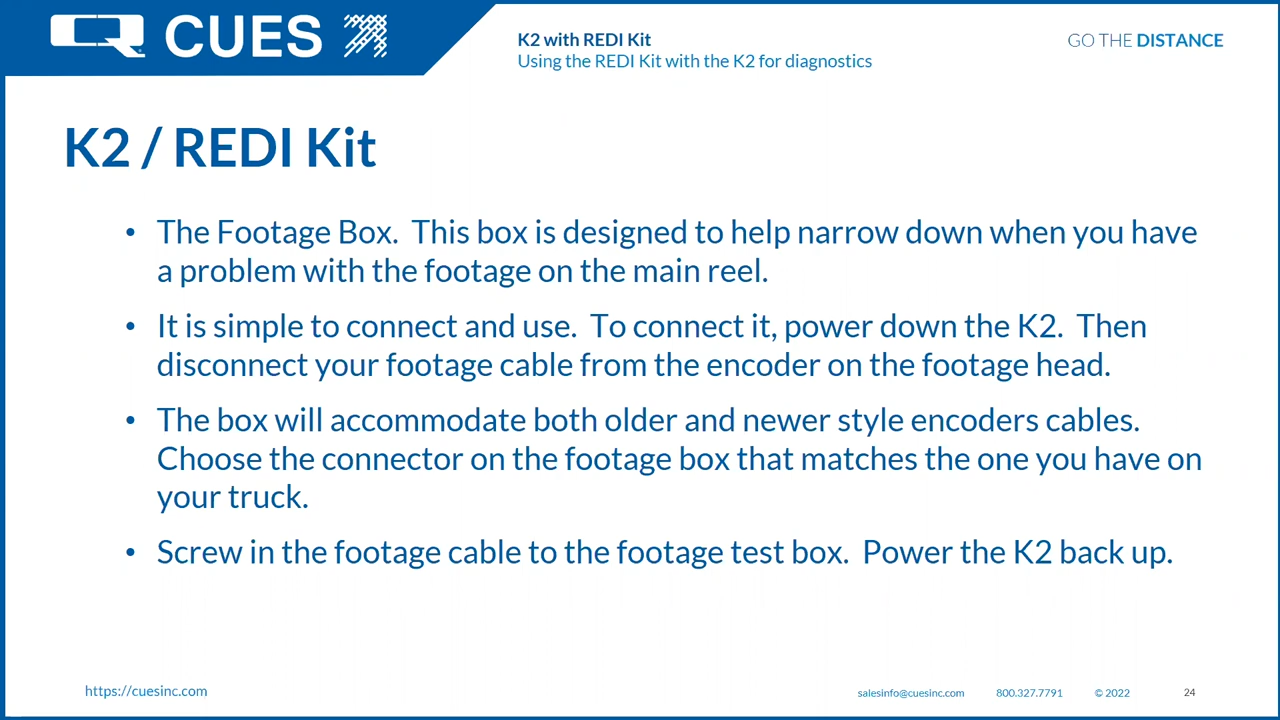 CUES
K2 with REDI Kit
Using the REDI Kit with the K2 for diagnostics
GO THE DISTANCE
K2 / REDI Kit
• The Footage Box.  This box is designed to help narrow down when you have
a problem with the footage on the main reel.
• It is simple to connect and use.  To connect it, power down the K2.  Then
disconnect your footage cable from the encoder on the footage head.
• The box will accommodate both older and newer style encoders cables.
Choose the connector on the footage box that matches the one you have on
your truck.
• Screw in the footage cable to the footage test box.  Power the K2 back up.
https://cuesinc.com
salesinfo@cuesinc.com
800.327.7791
© 2022
24